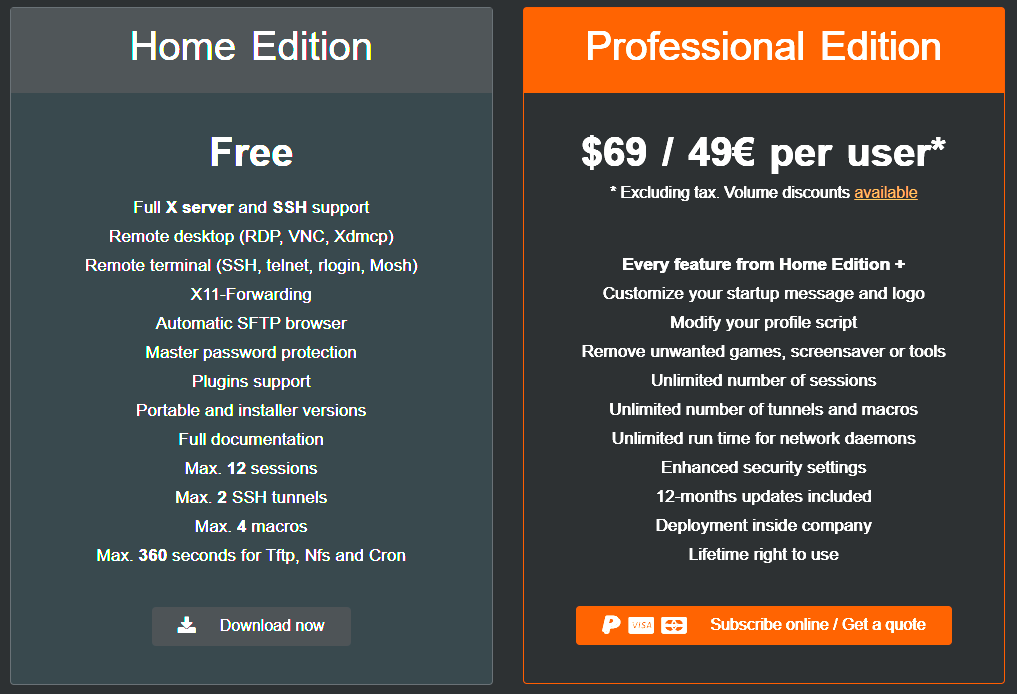 Home Edition
Free
Full X server and SSH support
Remote desktop (RDP, VNC, Xdmcp)
Remote terminal (SSH, telnet, rlogin, Mosh)
X11-Forwarding
Automatic SFTP browser
Master password protection
Plugins support
Portable and installer versions
Full documentation
Max. 12 sessions
Max. 2 SSH tunnels
Max. 4 macros
Max. 360 seconds for Tftp, Nfs and Cron
Download now
Professional Edition
$69 / 49€ per user*
* Excluding tax. Volume discounts available
Every feature from Home Edition +
Customize your startup message and logo
Modify your profile script
Remove unwanted games, screensaver or tools
Unlimited number of sessions
Unlimited number of tunnels and macros
Unlimited run time for network daemons
Enhanced security settings
12-months updates included
Deployment inside company
Lifetime right to use
VISA Subscribe online / Get a quote